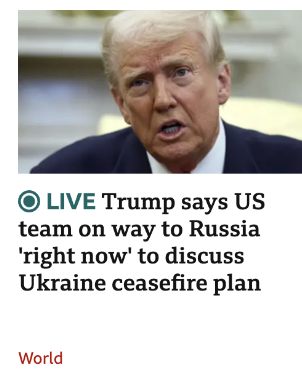 LIVE Trump says US
team on way to Russia
'right now' to discuss
Ukraine ceasefire plan
World